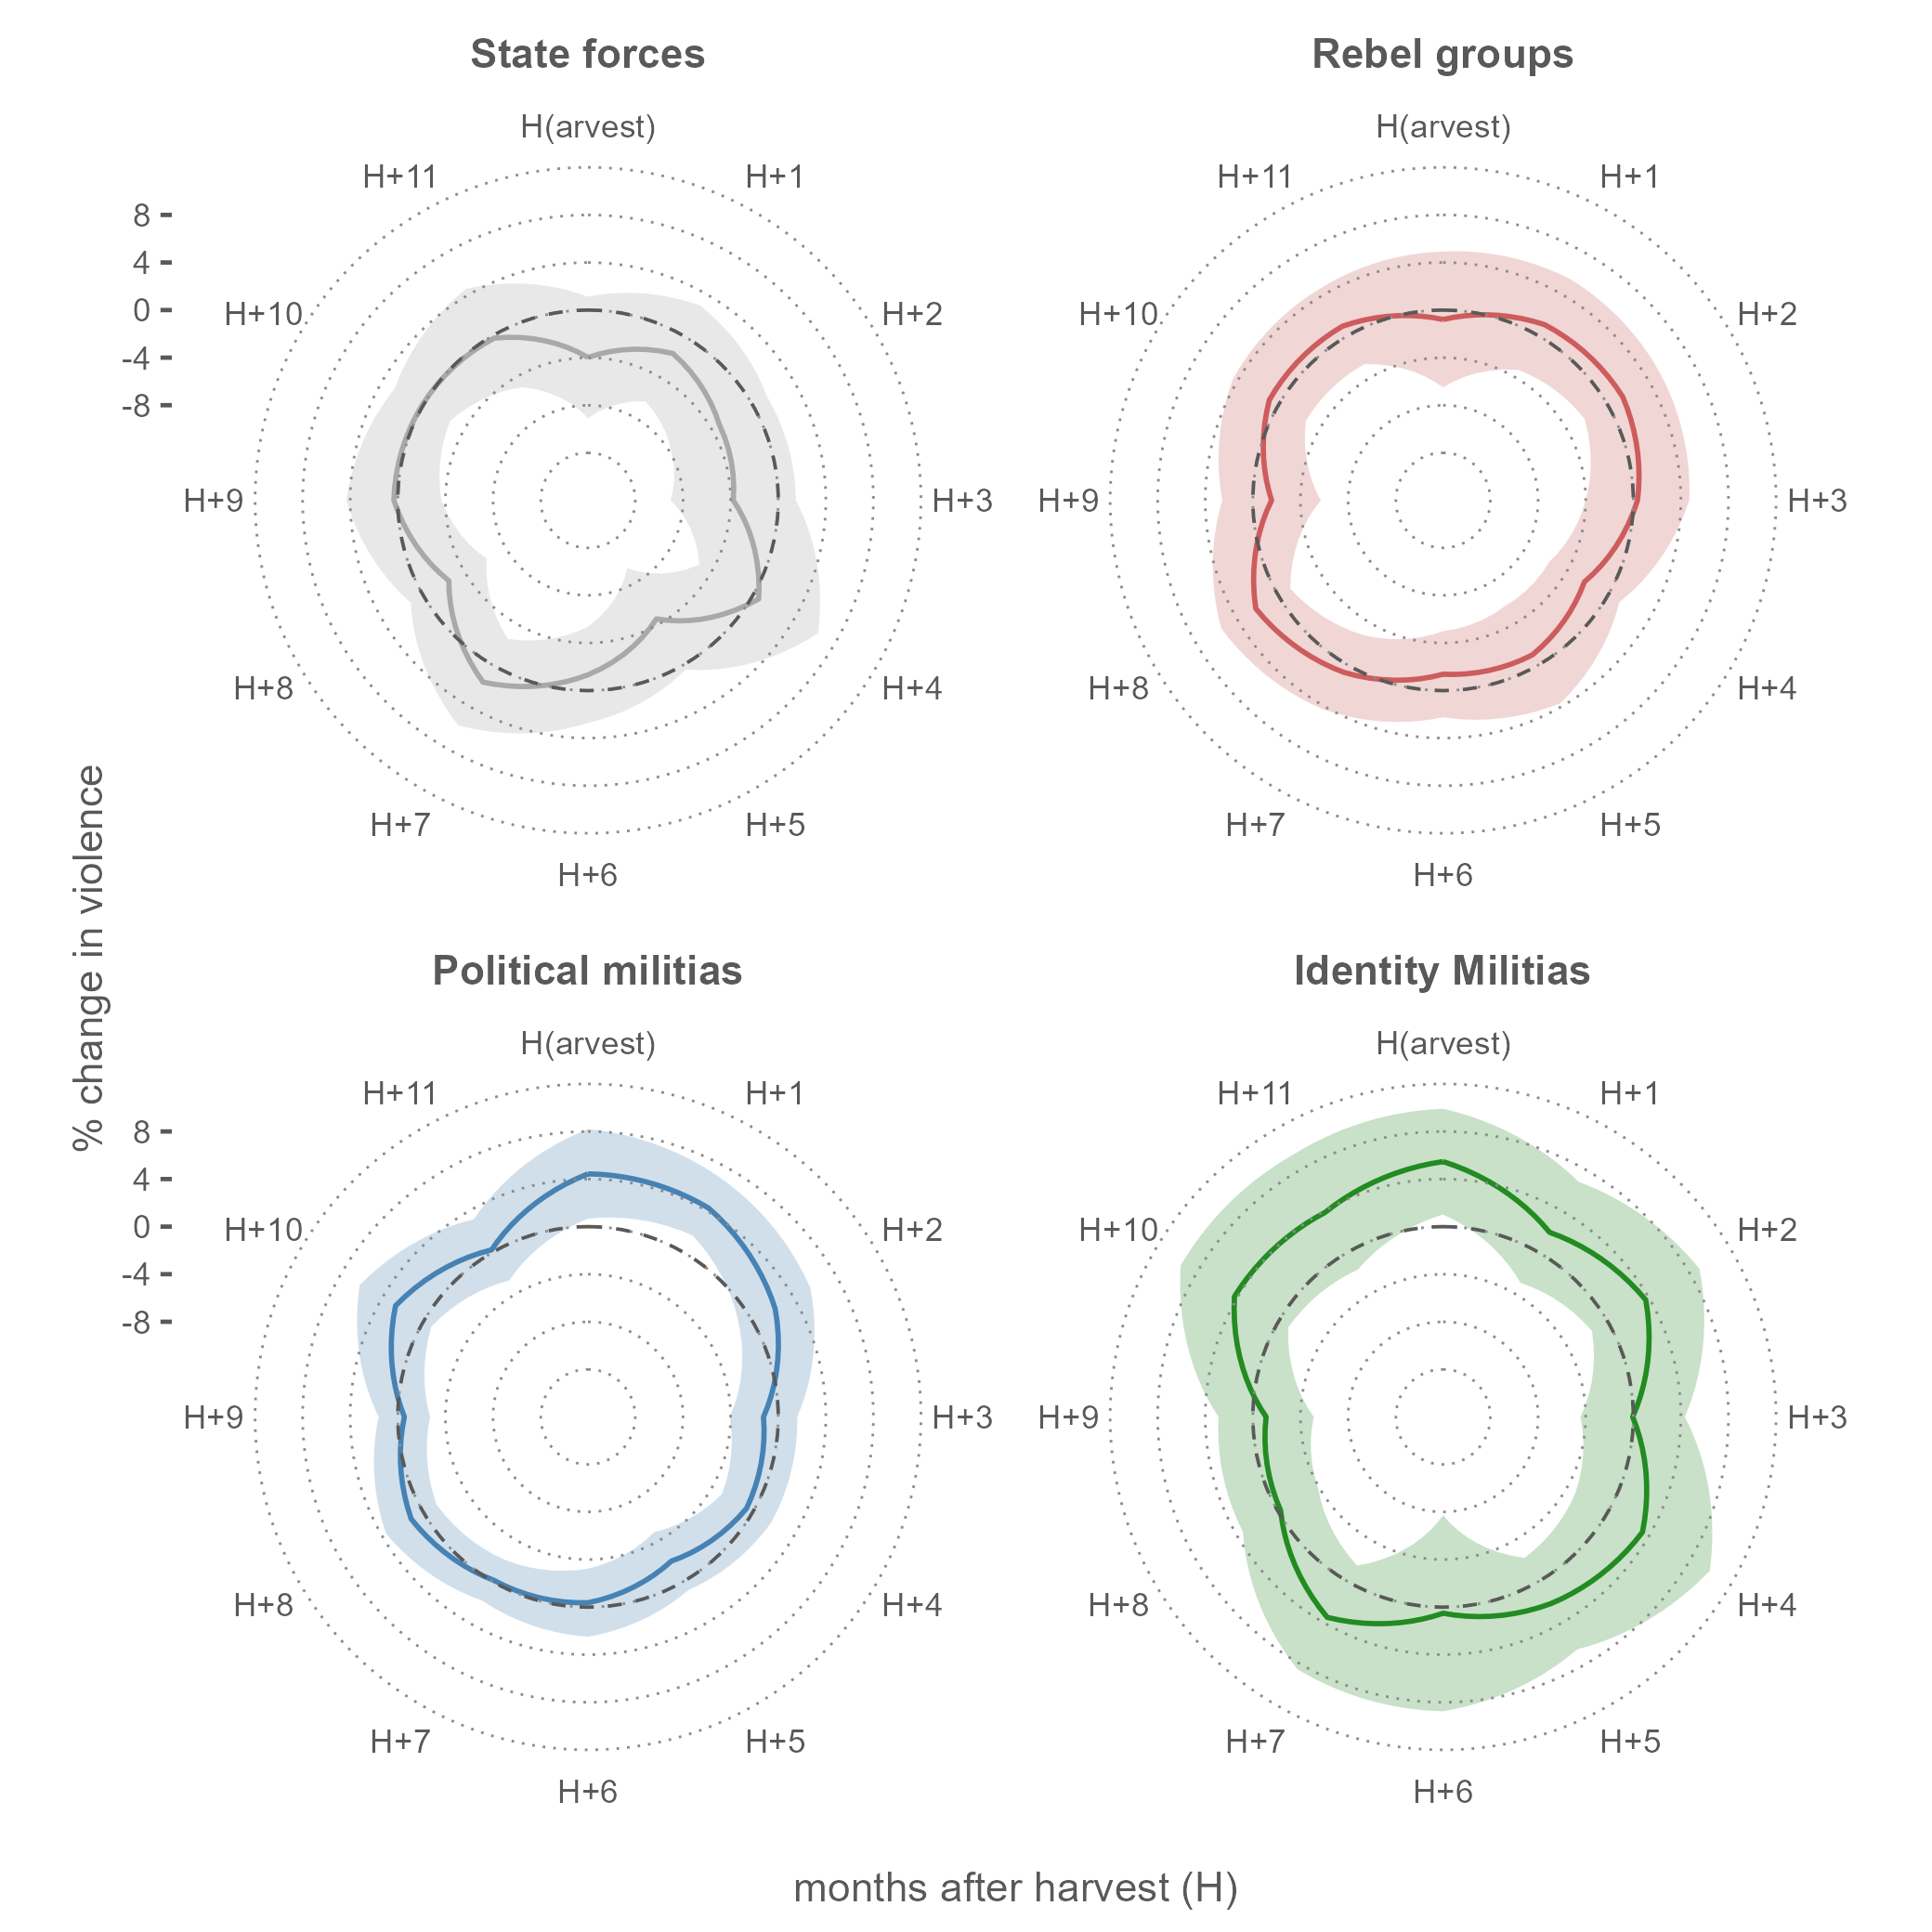 State forces
H(arvest)
H+11
H+1
8
4
0
-4
-8
H+10
H+2
H+9
H+3
H+8
H+4
H+7
H+5
H+6
Rebel groups
H(arvest)
H+11
H+1
H+10
H+2
H+9
H+3
H+8
H+4
H+7
H+5
H+6
% change in violence
Political militias
H(arvest)
H+11
H+1
8
4
0
-4
-8
H+10
H+2
H+9
H+3
H+8
H+4
H+7
H+5
H+6
Identity Militias
H(arvest)
H+11
H+1
H+10
H+2
H+9
H+3
H+8
H+4
H+7
H+5
H+6
months after harvest (H)